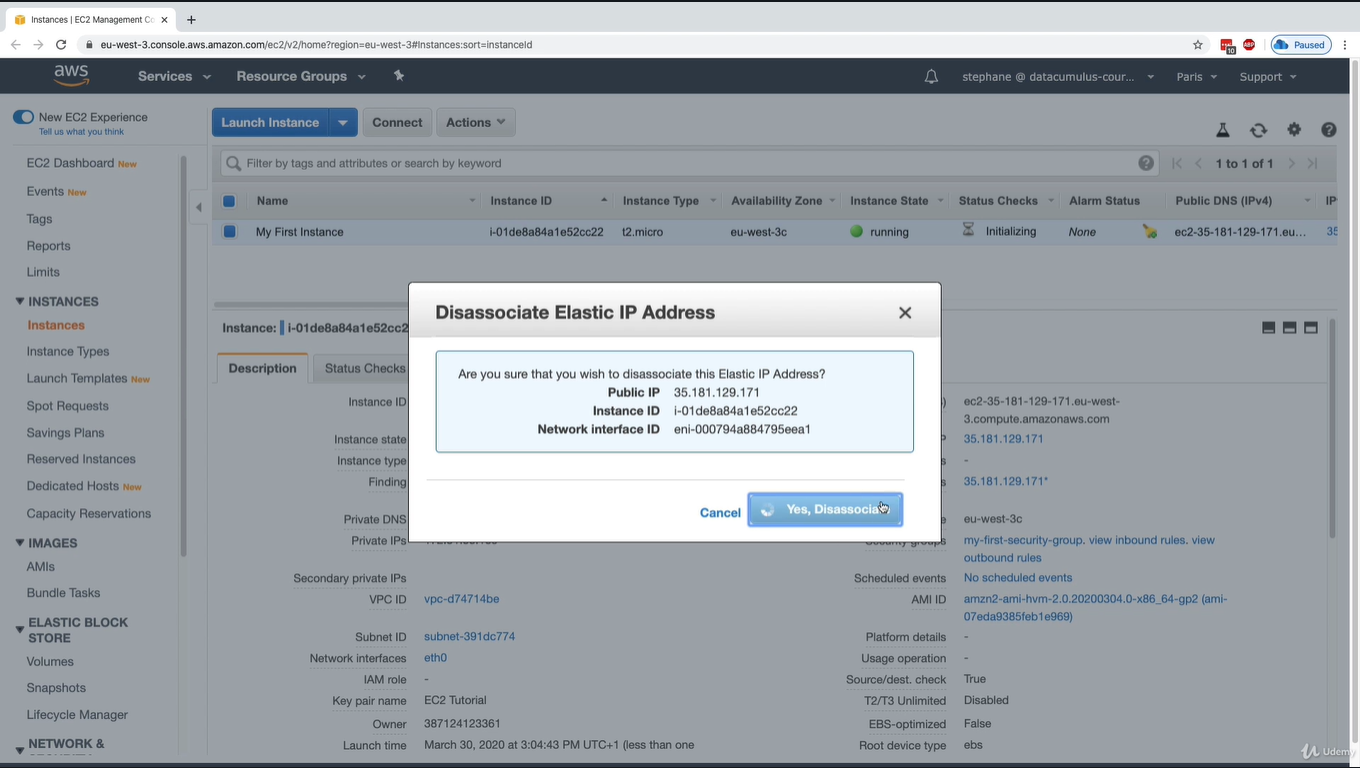 Instances | EC2 Management Co
eu-west-3.console.aws.amazon.com/ec2/v2/home?region=eu-west-3#Instances:sort=instanceId
10
ABP
Paused
aws
Services
Resource Groups
stephane @ datacumulus-cour...
Paris
Support
New EC2 Experience
Tell us what you think
Launch Instance
Connect
Actions
EC2 Dashboard New
Events New
Tags
Reports
Limits
INSTANCES
Instances
Instance Types
Launch Templates New
Spot Requests
Savings Plans
Reserved Instances
Dedicated Hosts New
Capacity Reservations
IMAGES
AMIs
Bundle Tasks
ELASTIC BLOCK
STORE
Volumes
Snapshots
Lifecycle Manager
NETWORK &
Filter by tags and attributes or search by keyword
1 to 1 of 1
Name Instance ID Instance Type Availability Zone Instance State Status Checks Alarm Status Public DNS (IPv4) IP
My First Instance i-01de8a84a1e52cc22 t2.micro eu-west-3c running Initializing None ec2-35-181-129-171.eu... 35
Instance: i-01de8a84a1e52cc2
Description Status Checks
Disassociate Elastic IP Address
Are you sure that you wish to disassociate this Elastic IP Address?
Public IP 35.181.129.171
Instance ID i-01de8a84a1e52cc22
Network interface ID eni-000794a884795eea1
Cancel
Yes, Disassocia
Instance ID
Instance state
Instance type
Finding
Private DNS
Private IPs
Secondary private IPs
VPC ID vpc-d74714be
Subnet ID subnet-391dc774
Network interfaces eth0
IAM role -
Key pair name EC2 Tutorial
Owner 387124123361
Launch time March 30, 2020 at 3:04:43 PM UTC+1 (less than one
ec2-35-181-129-171.eu-west-
3.compute.amazonaws.com
35.181.129.171
-
35.181.129.171*
eu-west-3c
Security groups my-first-security-group. view inbound rules. view
outbound rules
Scheduled events No scheduled events
AMI ID amzn2-ami-hvm-2.0.20200304.0-x86_64-gp2 (ami-
07eda9385feb1e969)
Platform details -
Usage operation -
Source/dest. check True
T2/T3 Unlimited Disabled
EBS-optimized False
Root device type ebs
Udemy